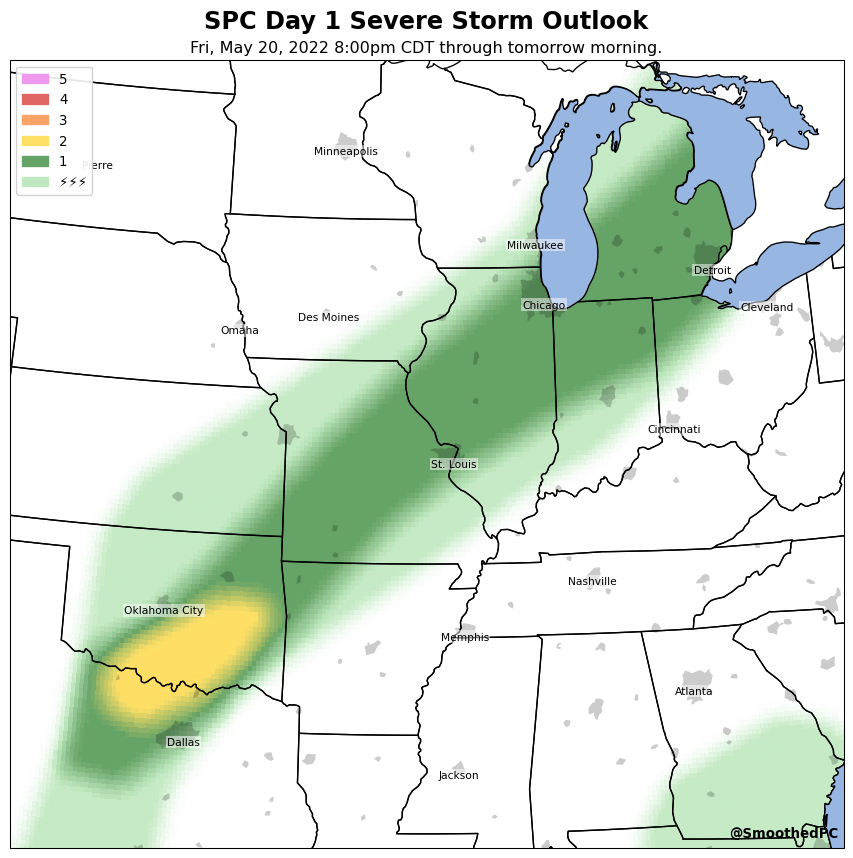 SPC Day 1 Severe Storm Outlook
Fri, May 20, 2022 8:00pm CDT through tomorrow morning.
5
4
3
2
1
⚡⚡⚡
Pierre
Minneapolis
Milwaukee
Detroit
Chicago
Cleveland
Des Moines
Omaha
Cincinnati
St. Louis
Nashville
Oklahoma City
Memphis
Atlanta
Dallas
Jackson
@SmoothedPC